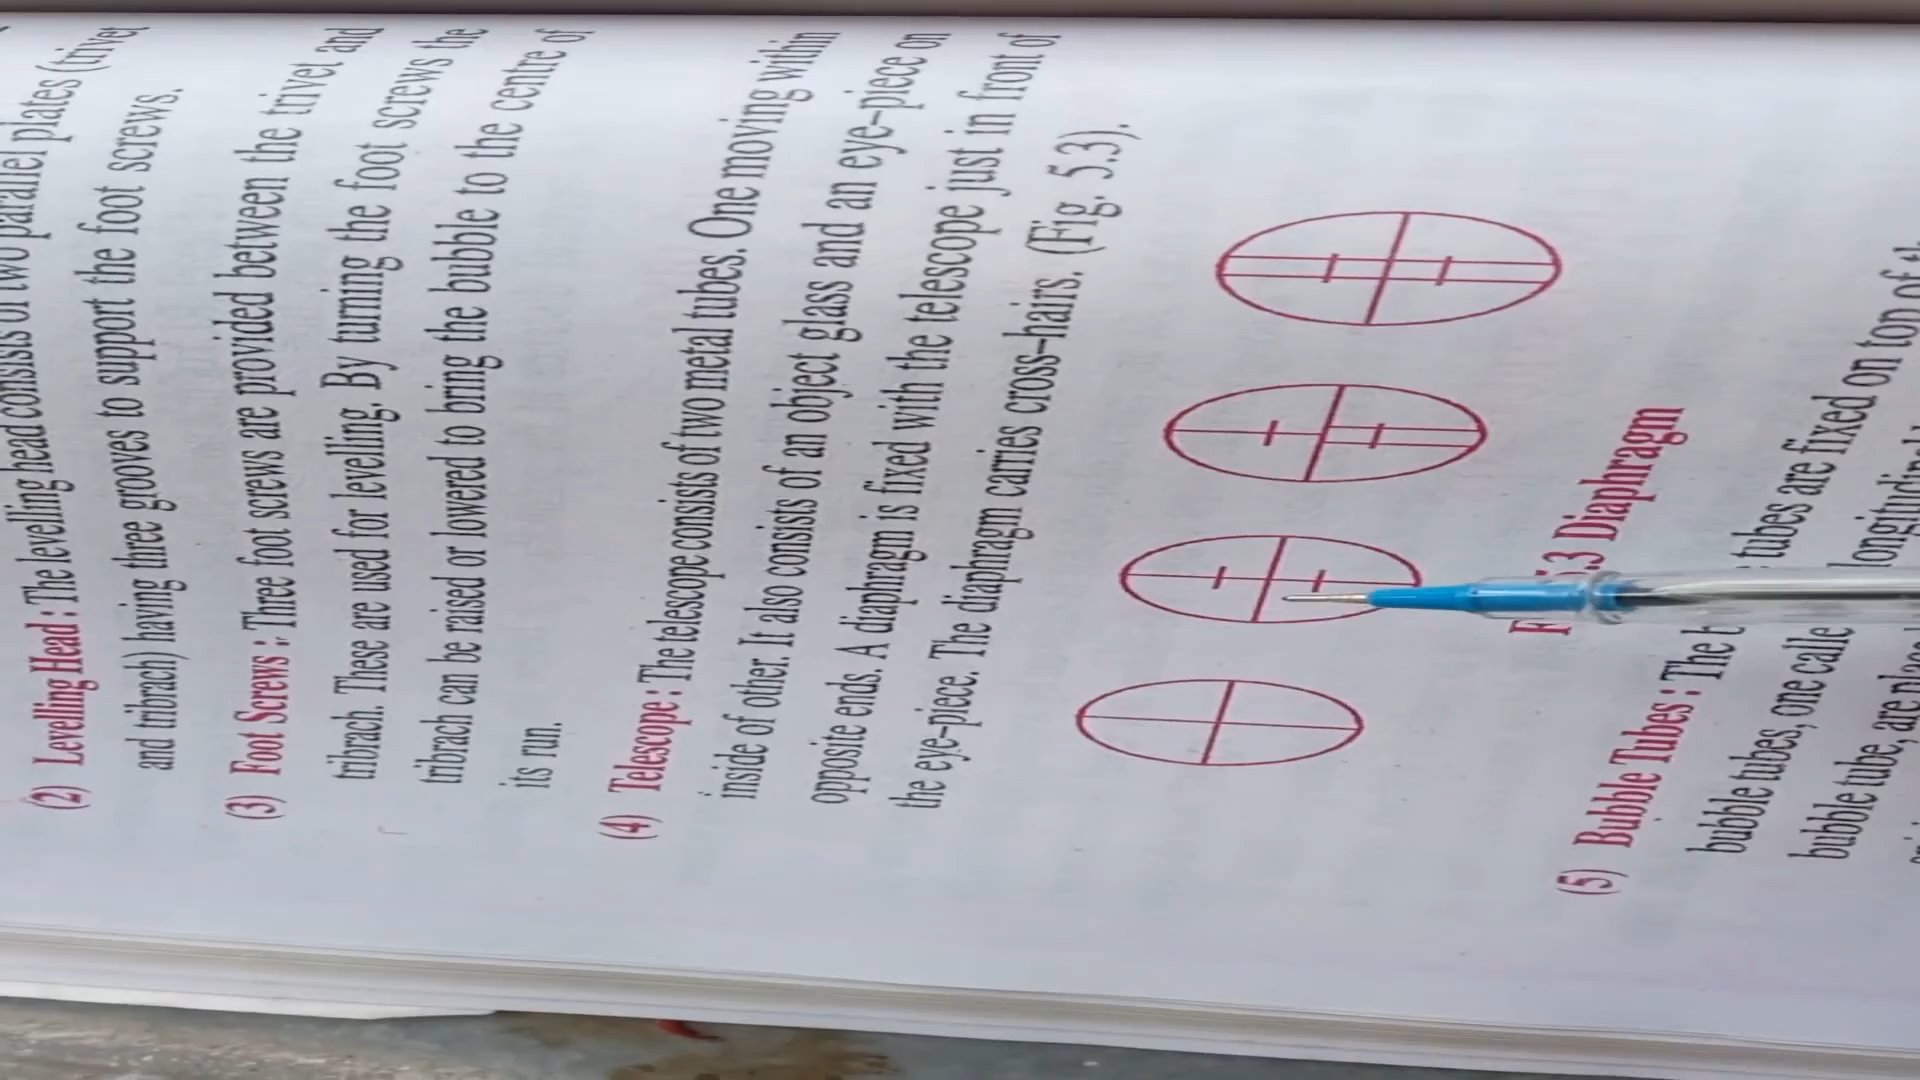 (2) Levelling Head : The levelling head consists of two parallel plates (trivet
and tribrach) having three grooves to support the foot screws.
(3) Foot Screws : Three foot screws are provided between the trivet and
tribrach. These are used for levelling. By turning the foot screws the
tribrach can be raised or lowered to bring the bubble to the centre of
its run.
(4) Telescope : The telescope consists of two metal tubes. One moving within
inside of other. It also consists of an object glass and an eye-piece on
opposite ends. A diaphragm is fixed with the telescope just in front of
the eye-piece. The diaphragm carries cross-hairs. (Fig. 5.3).
5.3 Diaphragm
(5) Bubble Tubes : The tubes are fixed on top of
bubble tubes, one longitudinal
bubble tube, are